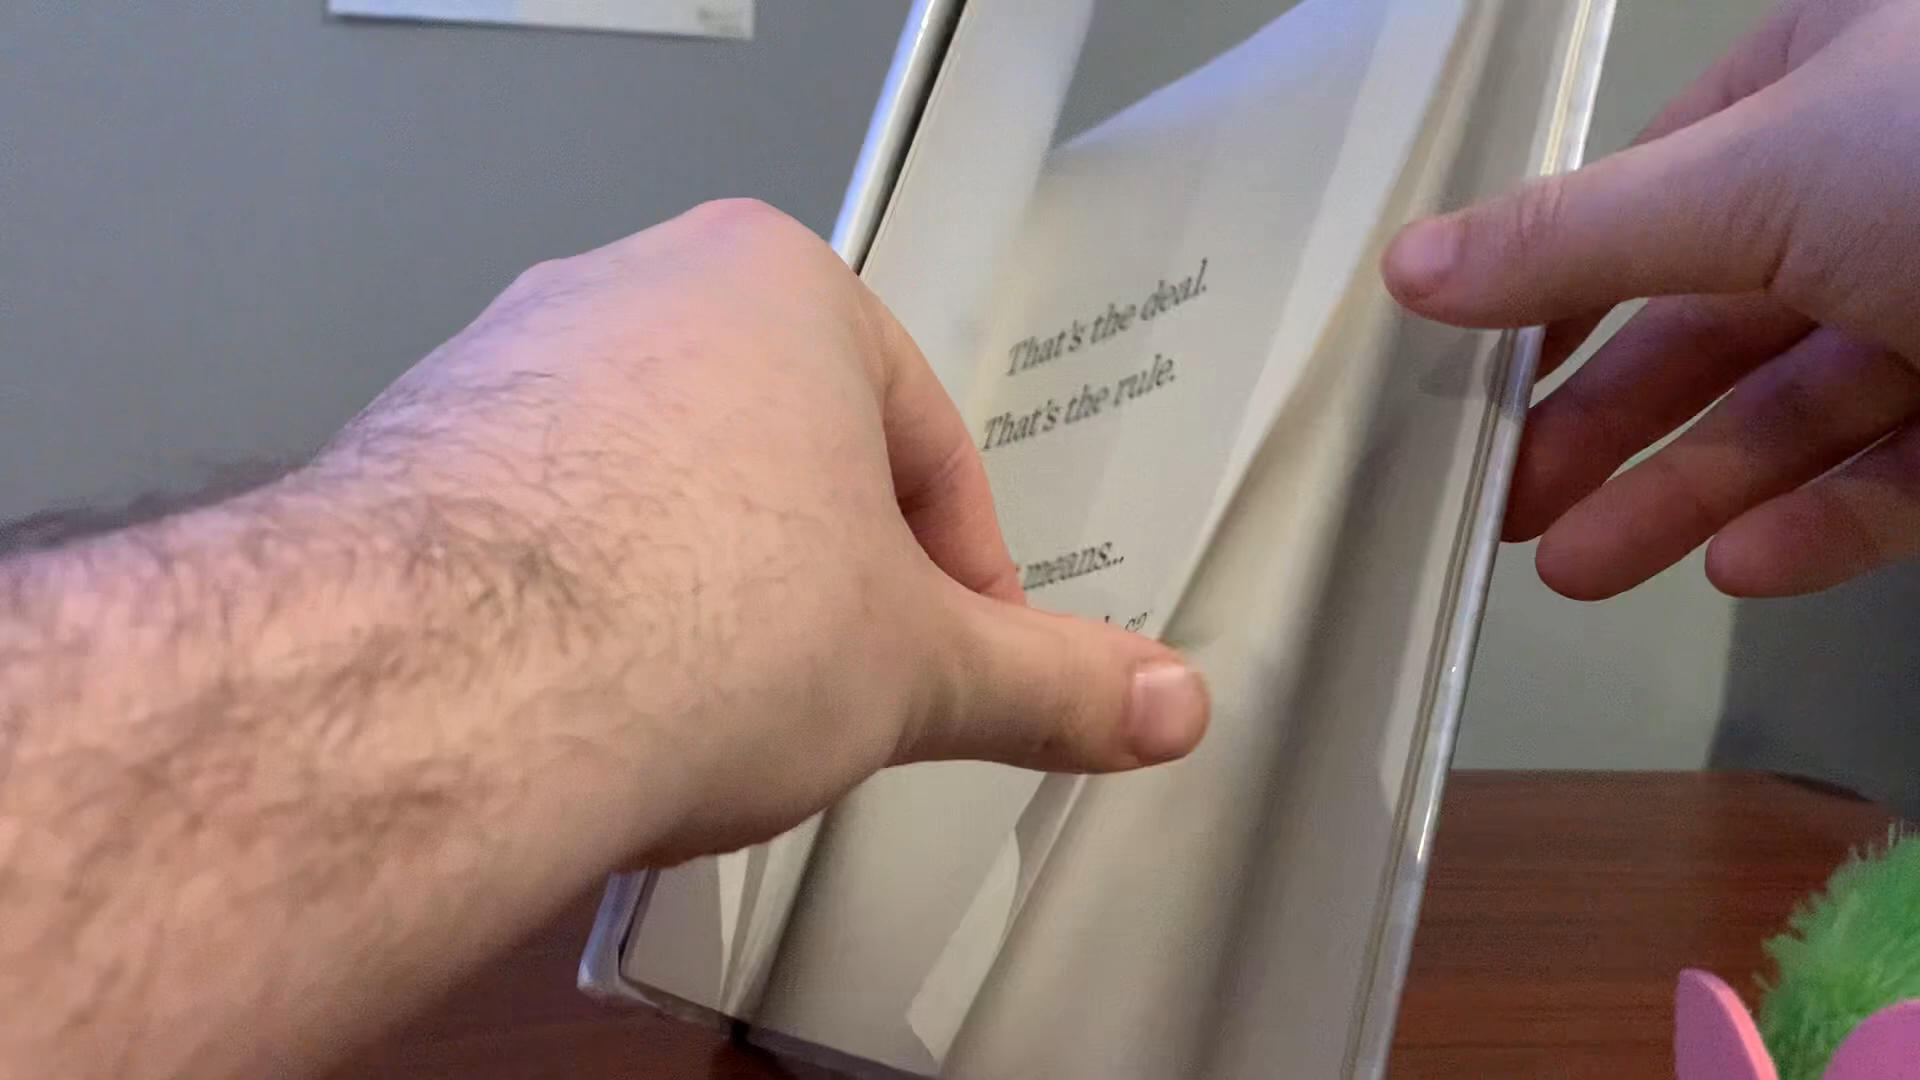 That's the deal.
That's the rule.
means...